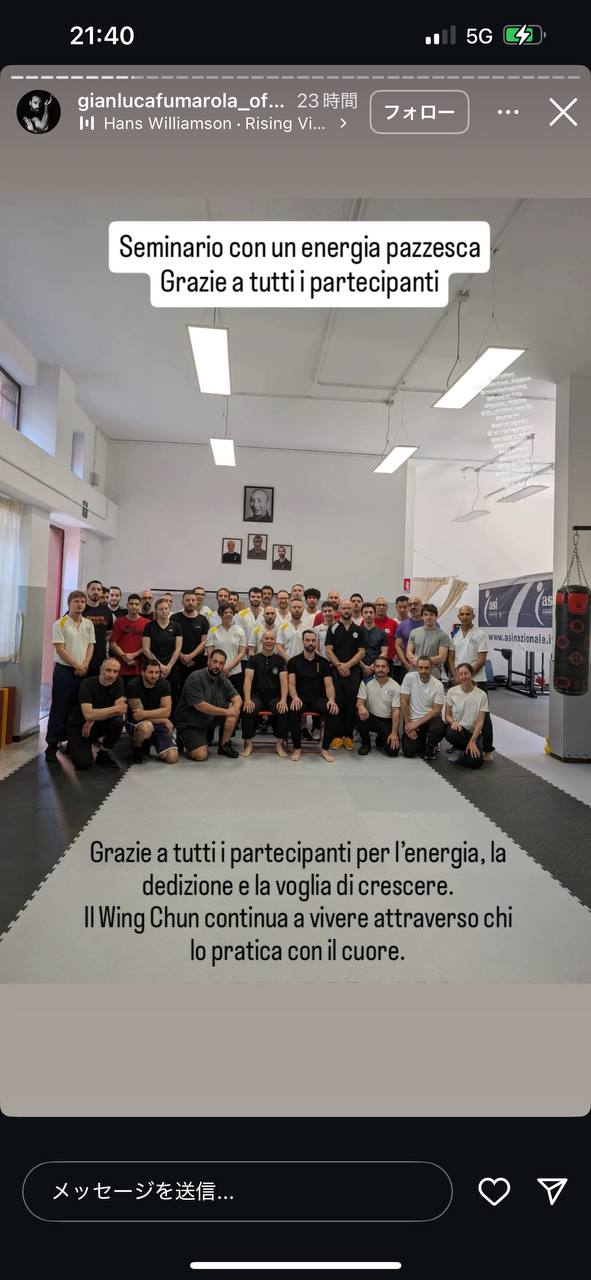 21:40
5G
gianlucafumarola_of... 23時間
Hans Williamson · Rising Vi... >
フォロー
Seminario con un energia pazzesca
Grazie a tutti i partecipanti
asi
as
www.asinazionale.i
Grazie a tutti i partecipanti per l'energia, la
dedizione e la voglia di crescere.
Il Wing Chun continua a vivere attraverso chi
lo pratica con il cuore.
メッセージを送信...